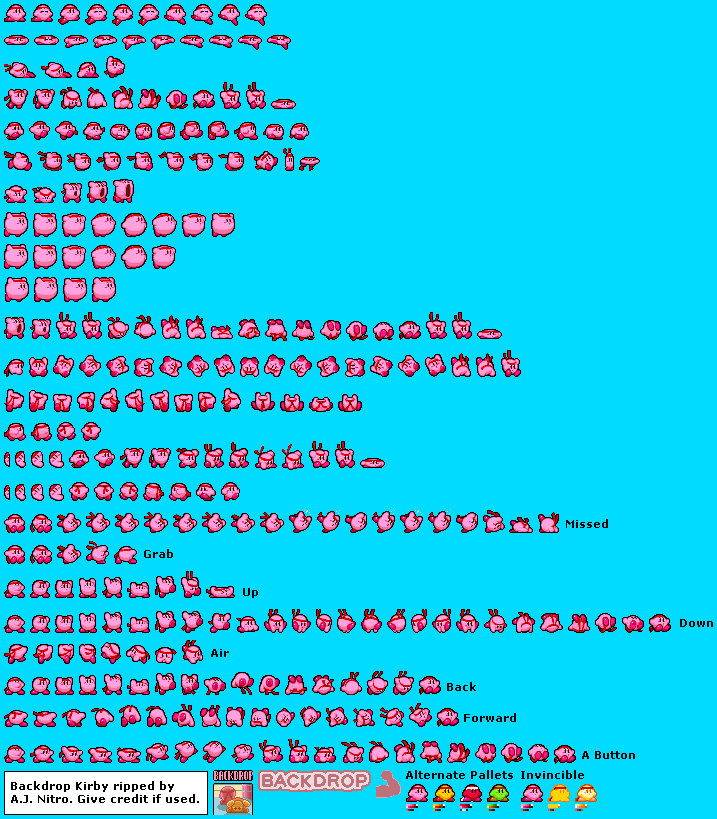 Missed
Grab
Up
Down
Air
Back
Forward
A Button
Backdrop Kirby ripped by
A.J. Nitro. Give credit if used.
BACKDROP
BACKDROP
Alternate Pallets Invincible